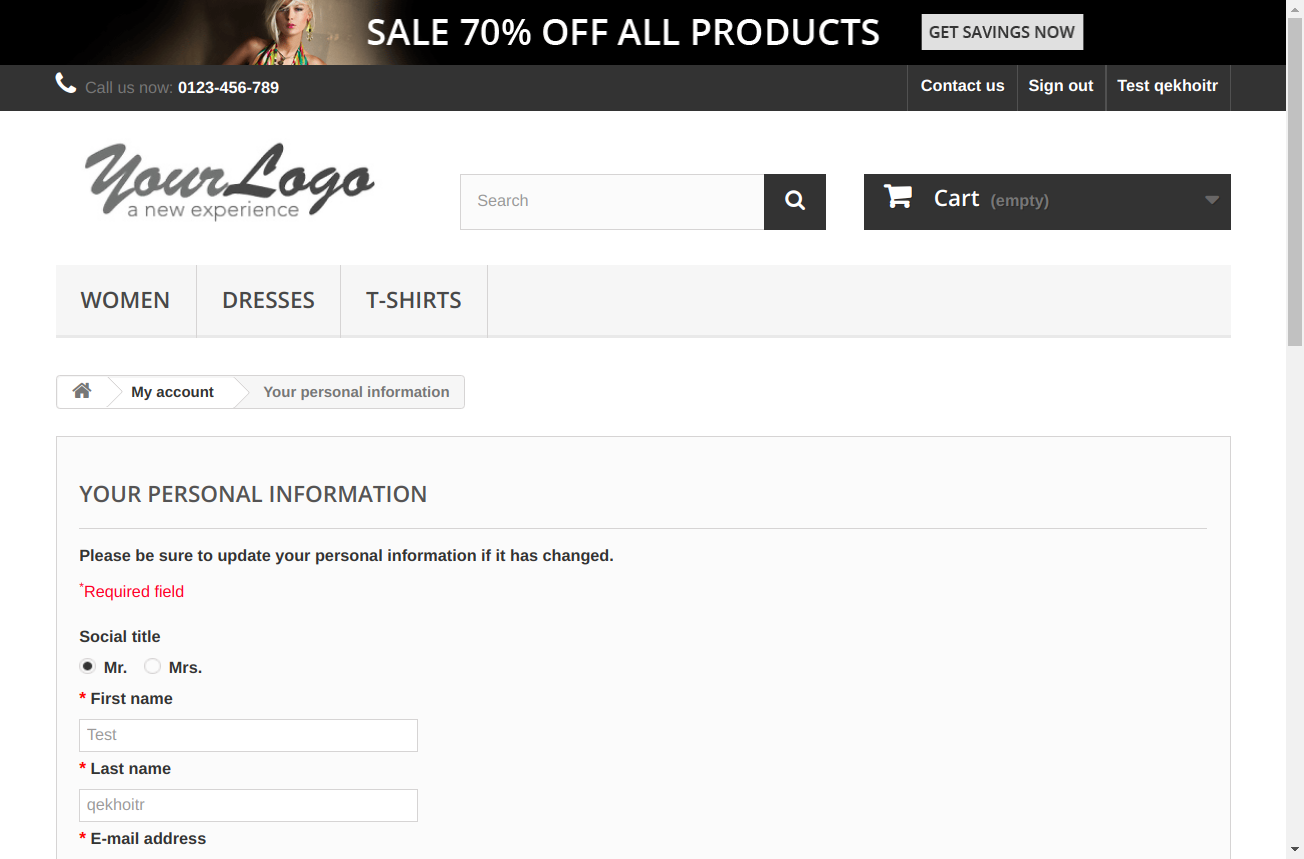 SALE 70% OFF ALL PRODUCTS GET SAVINGS NOW
Call us now: 0123-456-789 Contact us Sign out Test qekhoitr
YourLogo
a new experience
Search
Cart (empty)
WOMEN DRESSES T-SHIRTS
My account Your personal information
YOUR PERSONAL INFORMATION
Please be sure to update your personal information if it has changed.
*Required field
Social title
Mr. Mrs.
* First name
Test
* Last name
qekhoitr
* E-mail address